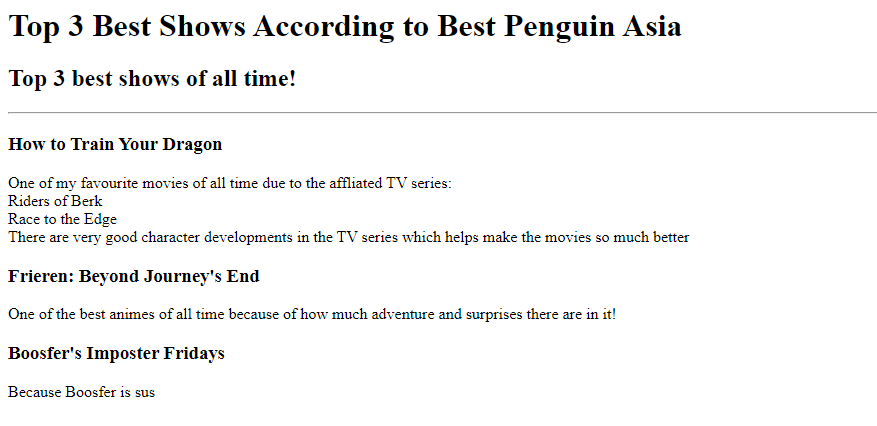 Top 3 Best Shows According to Best Penguin Asia
Top 3 best shows of all time!
How to Train Your Dragon
One of my favourite movies of all time due to the affliated TV series:
Riders of Berk
Race to the Edge
There are very good character developments in the TV series which helps make the movies so much better
Frieren: Beyond Journey's End
One of the best animes of all time because of how much adventure and surprises there are in it!
Boosfer's Imposter Fridays
Because Boosfer is sus